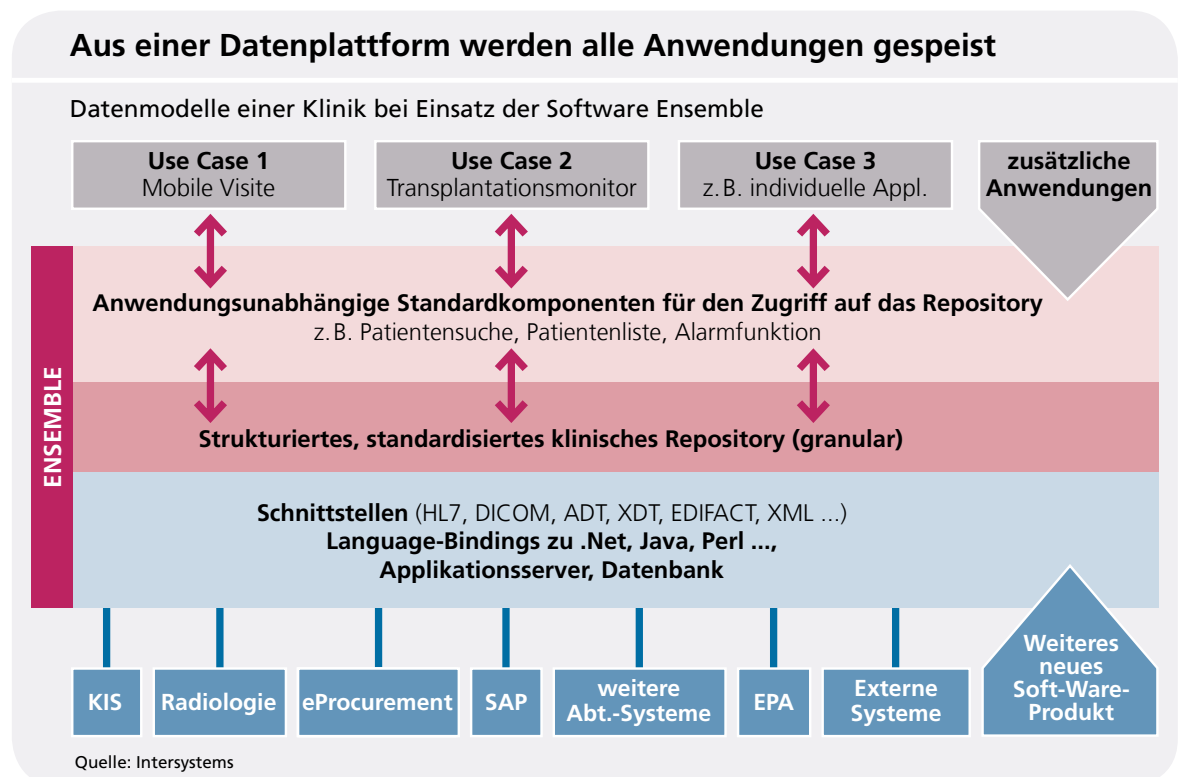 Aus einer Datenplattform werden alle Anwendungen gespeist
Datenmodelle einer Klinik bei Einsatz der Software Ensemble
Use Case 1
Mobile Visite
Use Case 2
Transplantationsmonitor
Use Case 3
z.B. individuelle Appl.
zusätzliche
Anwendungen
ENSEMBLE
Anwendungsunabhängige Standardkomponenten für den Zugriff auf das Repository
z.B. Patientensuche, Patientenliste, Alarmfunktion
Strukturiertes, standardisiertes klinisches Repository (granular)
Schnittstellen (HL7, DICOM, ADT, XDT, EDIFACT, XML ...)
Language-Bindings zu .Net, Java, Perl ...,
Applikationsserver, Datenbank
KIS
Radiologie
eProcurement
SAP
weitere
Abt.-Systeme
EPA
Externe
Systeme
Weiteres
neues
Soft-Ware-
Produkt
Quelle: Intersystems